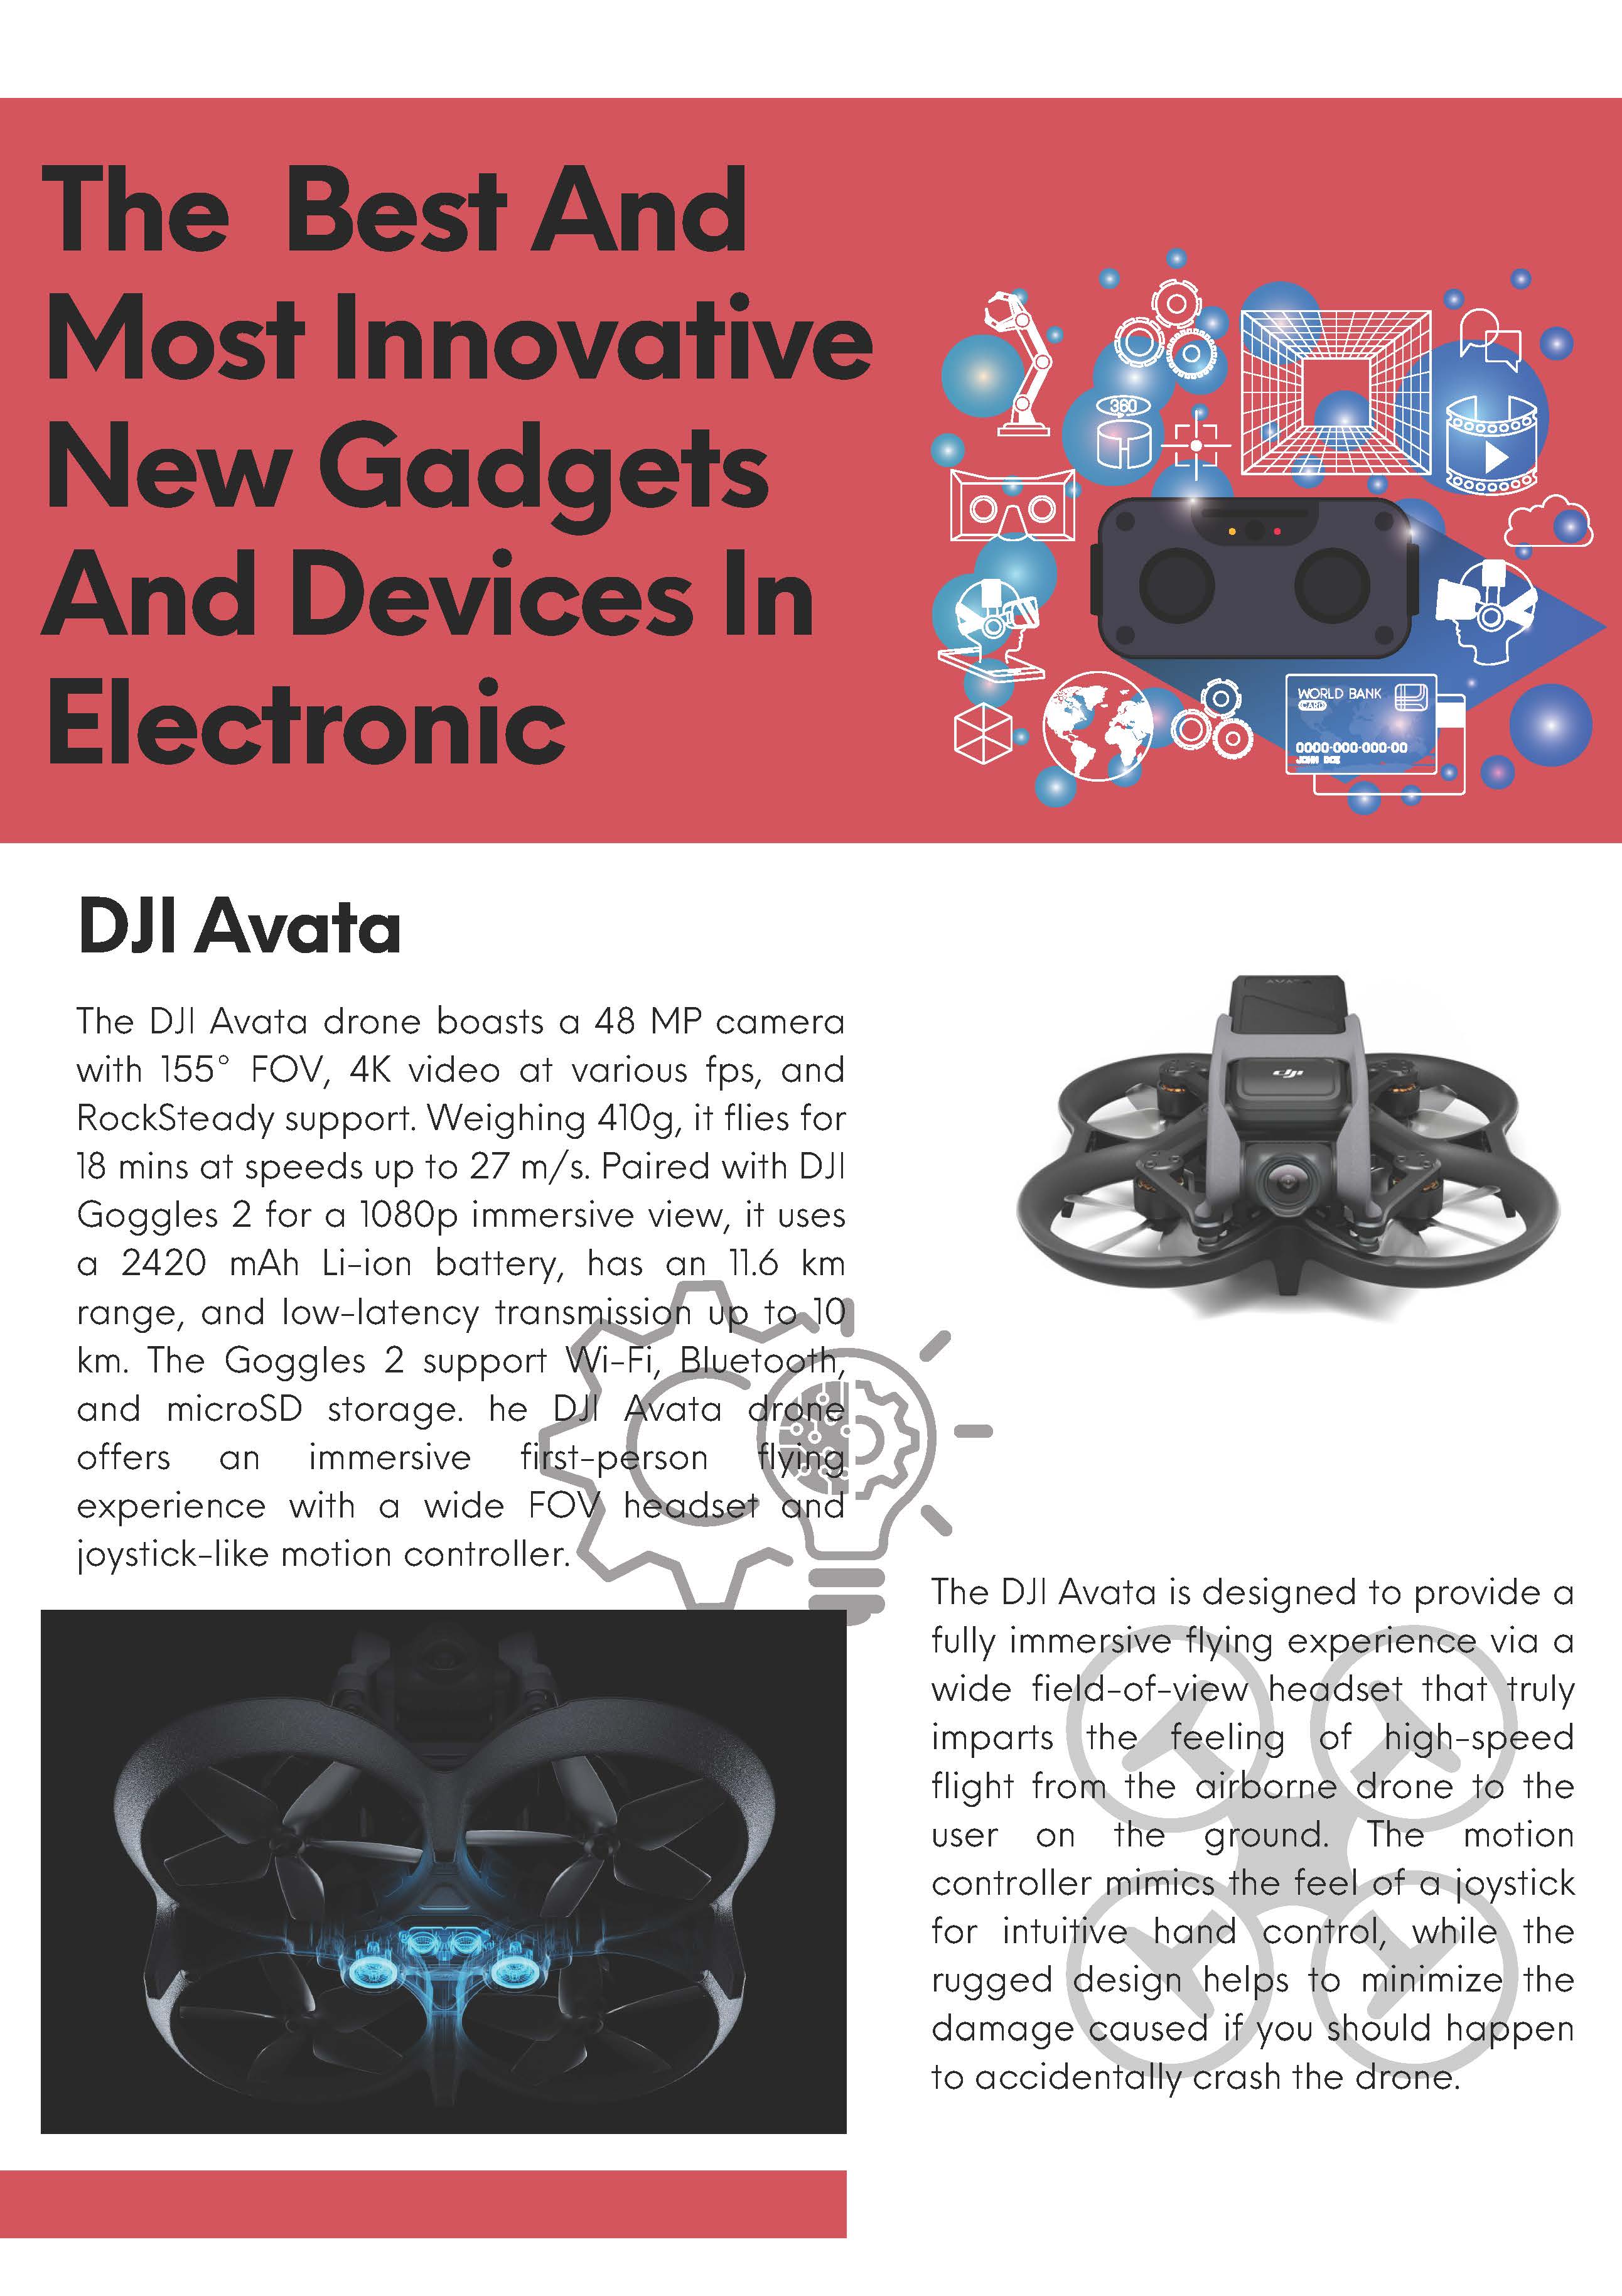 The Best And
Most Innovative
New Gadgets
And Devices In
Electronic
360
WORLD BANK
CARD
0000-000-000-00
JOHN DOE
DJI Avata
The DJI Avata drone boasts a 48 MP camera
with 155° FOV, 4K video at various fps, and
RockSteady support. Weighing 410g, it flies for
18 mins at speeds up to 27 m/s. Paired with DJI
Goggles 2 for a 1080p immersive view, it uses
a 2420 mAh Li-ion battery, has an 11.6 km
range, and low-latency transmission up to 10
km. The Goggles 2 support Wi-Fi, Bluetooth,
and microSD storage. he DJI Avata drone
offers an immersive first-person flying
experience with a wide FOV headset and
joystick-like motion controller.
AVATA
dji
The DJI Avata is designed to provide a
fully immersive flying experience via a
wide field-of-view headset that truly
imparts the feeling of high-speed
flight from the airborne drone to the
user on the ground. The motion
controller mimics the feel of a joystick
for intuitive hand control, while the
rugged design helps to minimize the
damage caused if you should happen
to accidentally crash the drone.